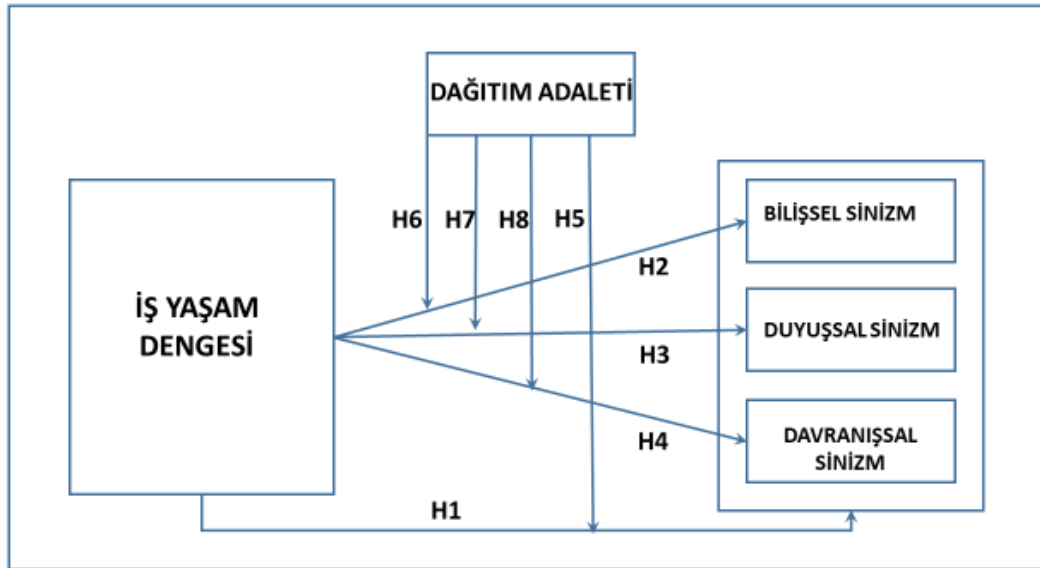 DAĞITIM ADALETİ
H6
H7
H8
H5
İŞ YAŞAM
DENGESİ
BİLİŞSEL SİNİZM
H2
DUYUŞSAL SİNİZM
H3
DAVRANIŞSAL
SİNİZM
H4
H1